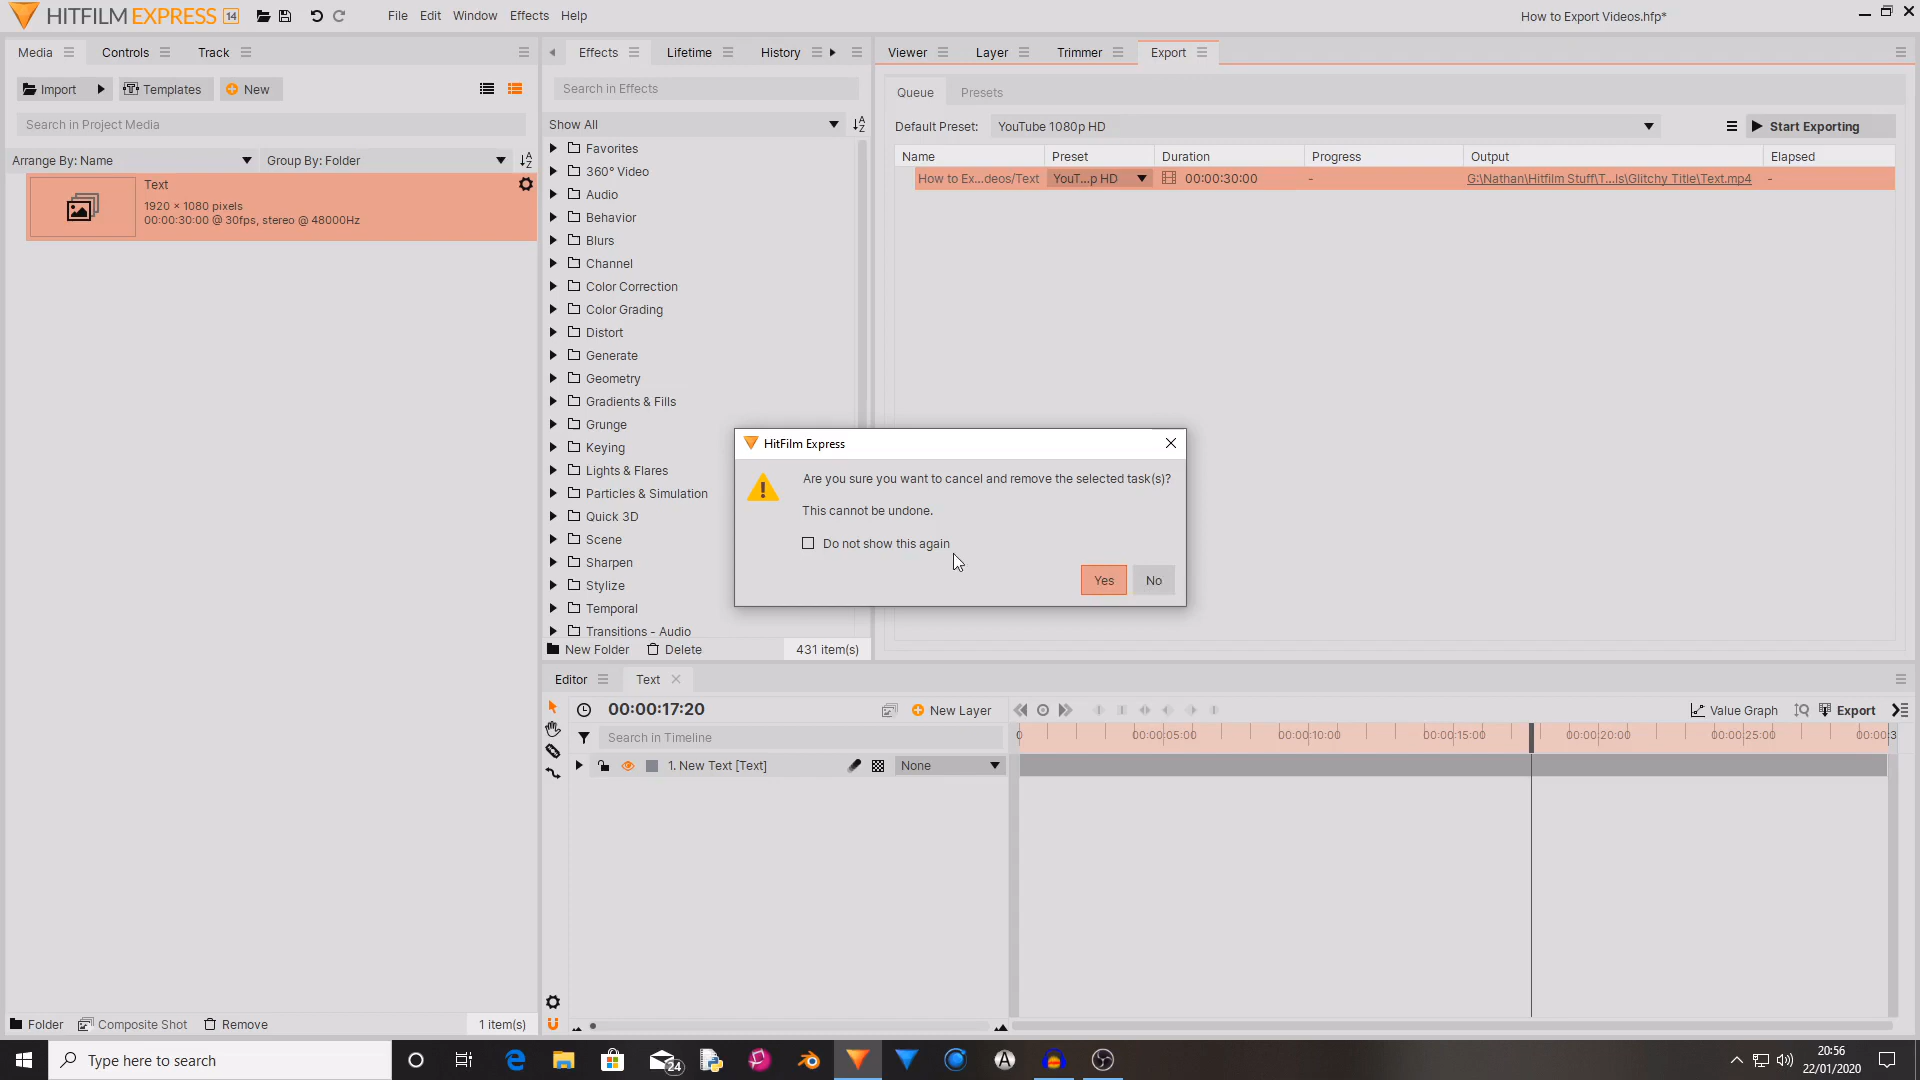 HITFILM EXPRESS 14
File Edit Window Effects Help
How to Export Videos.hfp*
Media Controls Track
Import Templates New
Search in Project Media
Arrange By: Name Group By: Folder
Text
1920 × 1080 pixels
00:00:30:00 @ 30fps, stereo @ 48000Hz
Folder Composite Shot Remove 1 item(s)
Effects Lifetime History
Search in Effects
Show All
Favorites
360° Video
Audio
Behavior
Blurs
Channel
Color Correction
Color Grading
Distort
Generate
Geometry
Gradients & Fills
Grunge
Keying
Lights & Flares
Particles & Simulation
Quick 3D
Scene
Sharpen
Stylize
Temporal
Transitions - Audio
New Folder Delete 431 item(s)
Viewer Layer Trimmer Export
Queue Presets
Default Preset: YouTube 1080p HD Start Exporting
Name Preset Duration Progress Output Elapsed
How to Ex...deos/Text YouT...p HD 00:00:30:00 - G:\Nathan\Hitfilm Stuff\T...ls\Glitchy Title\Text.mp4 -
HitFilm Express
Are you sure you want to cancel and remove the selected task(s)?
This cannot be undone.
Do not show this again
Yes No
Editor Text
00:00:17:20 New Layer Value Graph Export
Search in Timeline
0 00:00:05:00 00:00:10:00 00:00:15:00 00:00:20:00 00:00:25:00 00:00:3
1. New Text [Text] None
Type here to search
24
20:56
22/01/2020